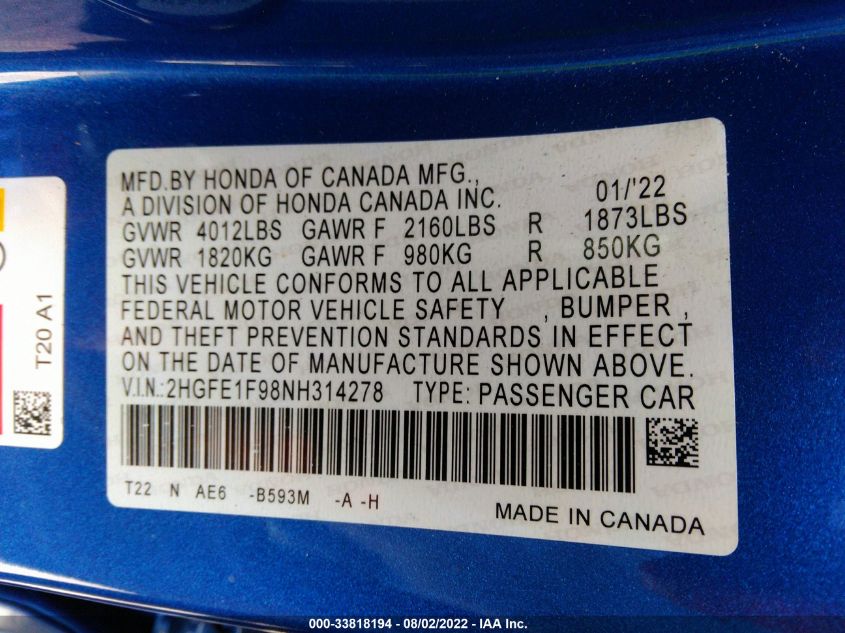 MFD.BY HONDA OF CANADA MFG.,
A DIVISION OF HONDA CANADA INC. 01/'22
GVWR 4012LBS GAWR F 2160LBS R 1873LBS
GVWR 1820KG GAWR F 980KG R 850KG
THIS VEHICLE CONFORMS TO ALL APPLICABLE
FEDERAL MOTOR VEHICLE SAFETY , BUMPER ,
AND THEFT PREVENTION STANDARDS IN EFFECT
ON THE DATE OF MANUFACTURE SHOWN ABOVE.
V.I.N.:2HGFE1F98NH314278 TYPE: PASSENGER CAR
T22 N AE6 -B593M -A -H
MADE IN CANADA
T20 A1
000-33818194 - 08/02/2022 - IAA Inc.